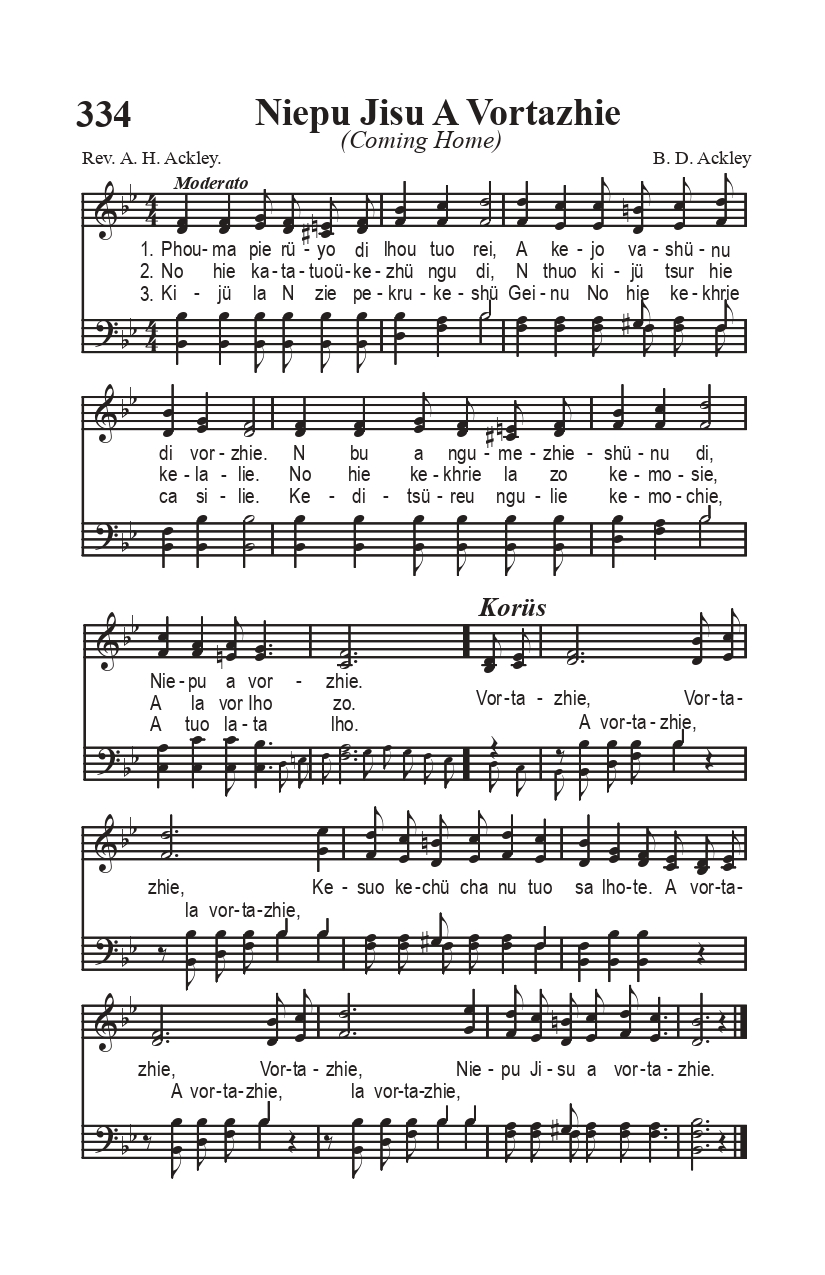 334 Niepu Jisu A Vortazhie
(Coming Home)
Rev. A. H. Ackley. B. D. Ackley
Moderato
1. Phou-ma pie rü-yo di lhou tuo rei, A ke-jo va-shü-nu
2. No hie ka-ta-tuoü-ke-zhü ngu di, N thuo ki-jü tsur hie
3. Ki-jü la N zie pe-kru-ke-shü Gei-nu No hie ke-khrie
di vor-zhie. N bu a ngu-me-zhie-shü-nu di,
ke-la-lie. No hie ke-khrie la zo ke-mo-sie,
ca si-lie. Ke-di-tsü-reu ngu-lie ke-mo-chie,
Korüs
Nie-pu a vor-zhie.
A la vor lho zo. Vor-ta-zhie, Vor-ta-
A tuo la-ta lho. A vor-ta-zhie,
zhie, Ke-suo ke-chü cha nu tuo sa lho-te. A vor-ta-
la vor-ta-zhie,
zhie, Vor-ta-zhie, Nie-pu Ji-su a vor-ta-zhie.
A vor-ta-zhie, la vor-ta-zhie,